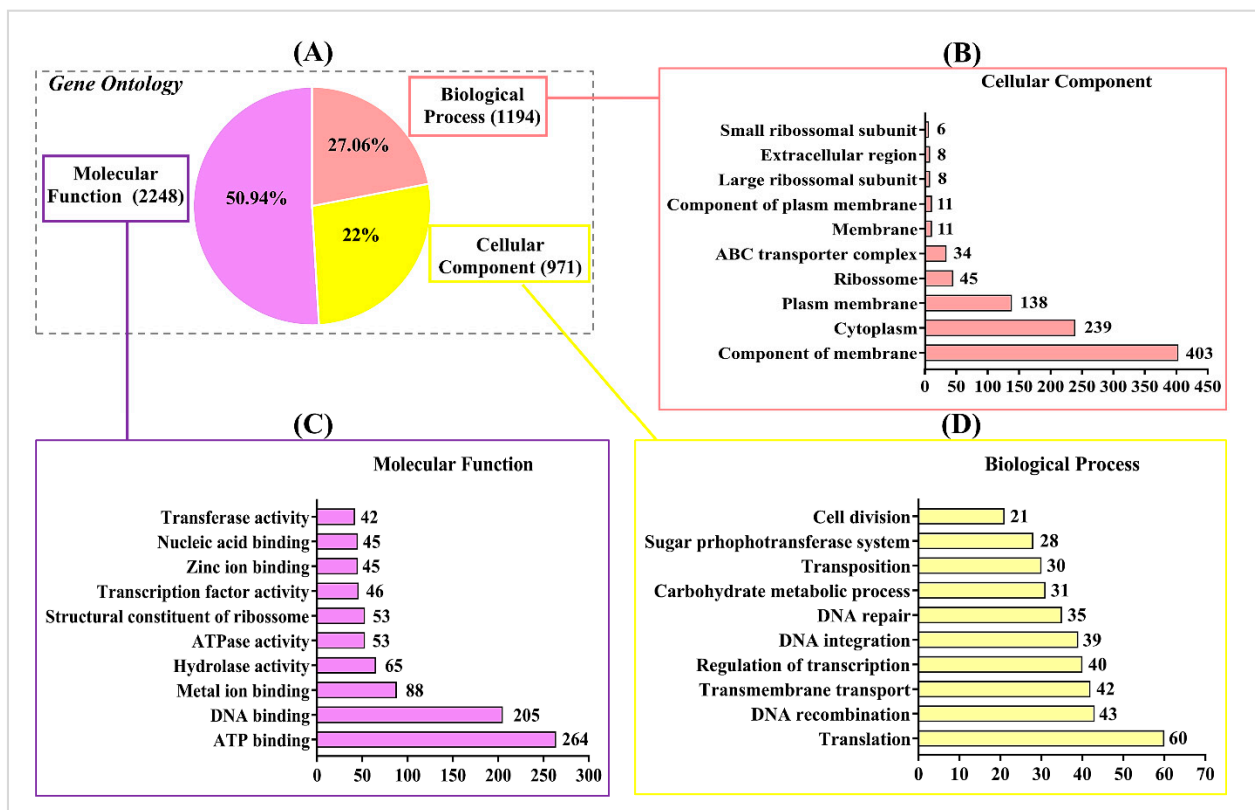 (A)
Gene Ontology
Biological
Process (1194)
Molecular
Function (2248)
27.06%
50.94%
22%
Cellular
Component (971)
(B)
Cellular Component
Small ribossomal subunit 6
Extracellular region 8
Large ribossomal subunit 8
Component of plasm membrane 11
Membrane 11
ABC transporter complex 34
Ribossome 45
Plasm membrane 138
Cytoplasm 239
Component of membrane 403
0 50 100 150 200 250 300 350 400 450
(C)
Molecular Function
Transferase activity 42
Nucleic acid binding 45
Zinc ion binding 45
Transcription factor activity 46
Structural constituent of ribossome 53
ATPase activity 53
Hydrolase activity 65
Metal ion binding 88
DNA binding 205
ATP binding 264
0 50 100 150 200 250 300
(D)
Biological Process
Cell division 21
Sugar prhophotransferase system 28
Transposition 30
Carbohydrate metabolic process 31
DNA repair 35
DNA integration 39
Regulation of transcription 40
Transmembrane transport 42
DNA recombination 43
Translation 60
0 10 20 30 40 50 60 70